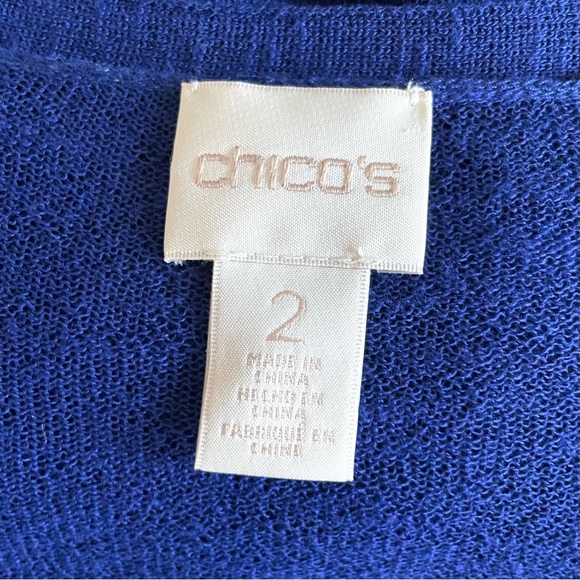 chico's
2
MADE IN
CHINA
HECHO EN
CHINA
FABRIQUÉ EN
CHINE